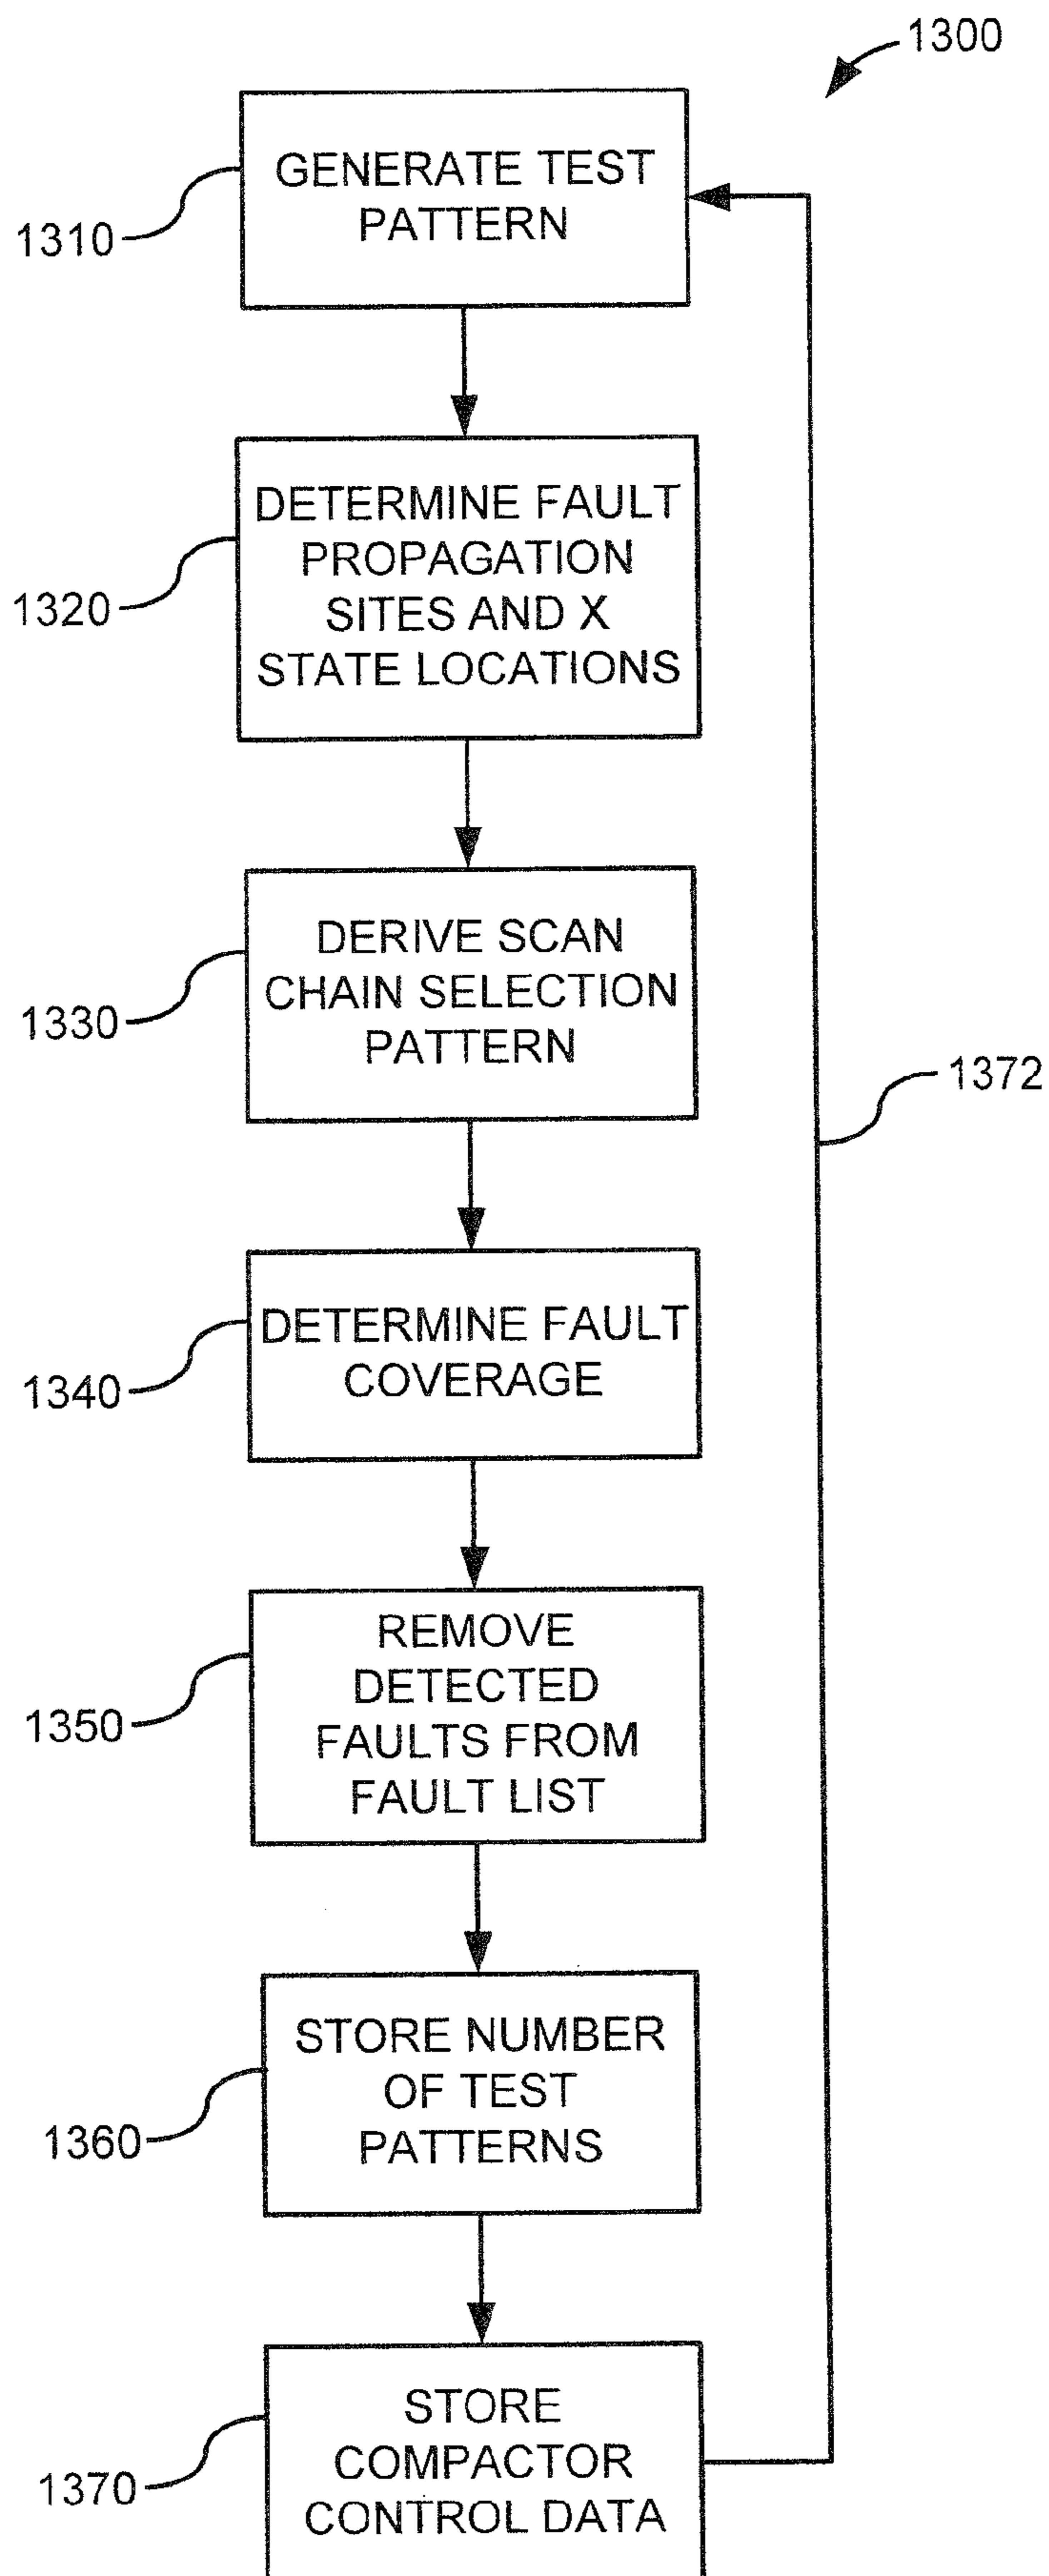 1300
GENERATE TEST
PATTERN
1310
DETERMINE FAULT
PROPAGATION
SITES AND X
STATE LOCATIONS
1320
DERIVE SCAN
CHAIN SELECTION
PATTERN
1330
1372
DETERMINE FAULT
COVERAGE
1340
REMOVE
DETECTED
FAULTS FROM
FAULT LIST
1350
STORE NUMBER
OF TEST
PATTERNS
1360
STORE
COMPACTOR
CONTROL DATA
1370